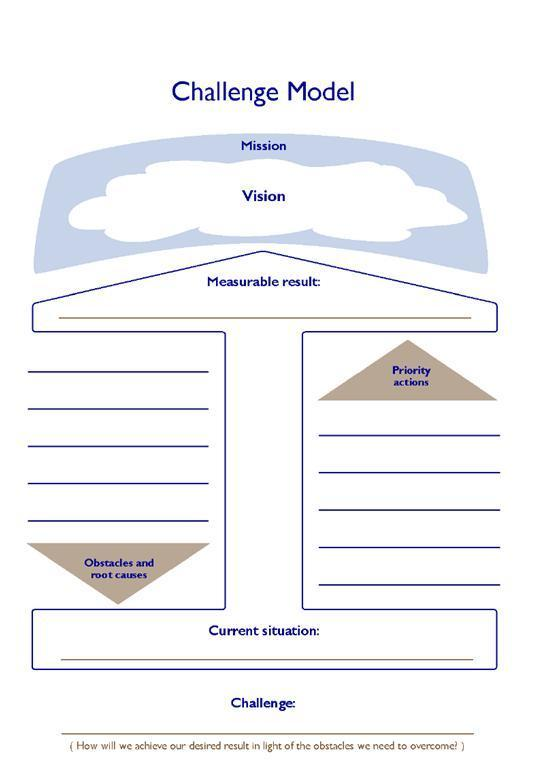 Challenge Model
Mission
Vision
Measurable result:
Priority
actions
Obstacles and
root causes
Current situation:
Challenge:
( How will we achieve our desired result in light of the obstacles we need to overcome? )